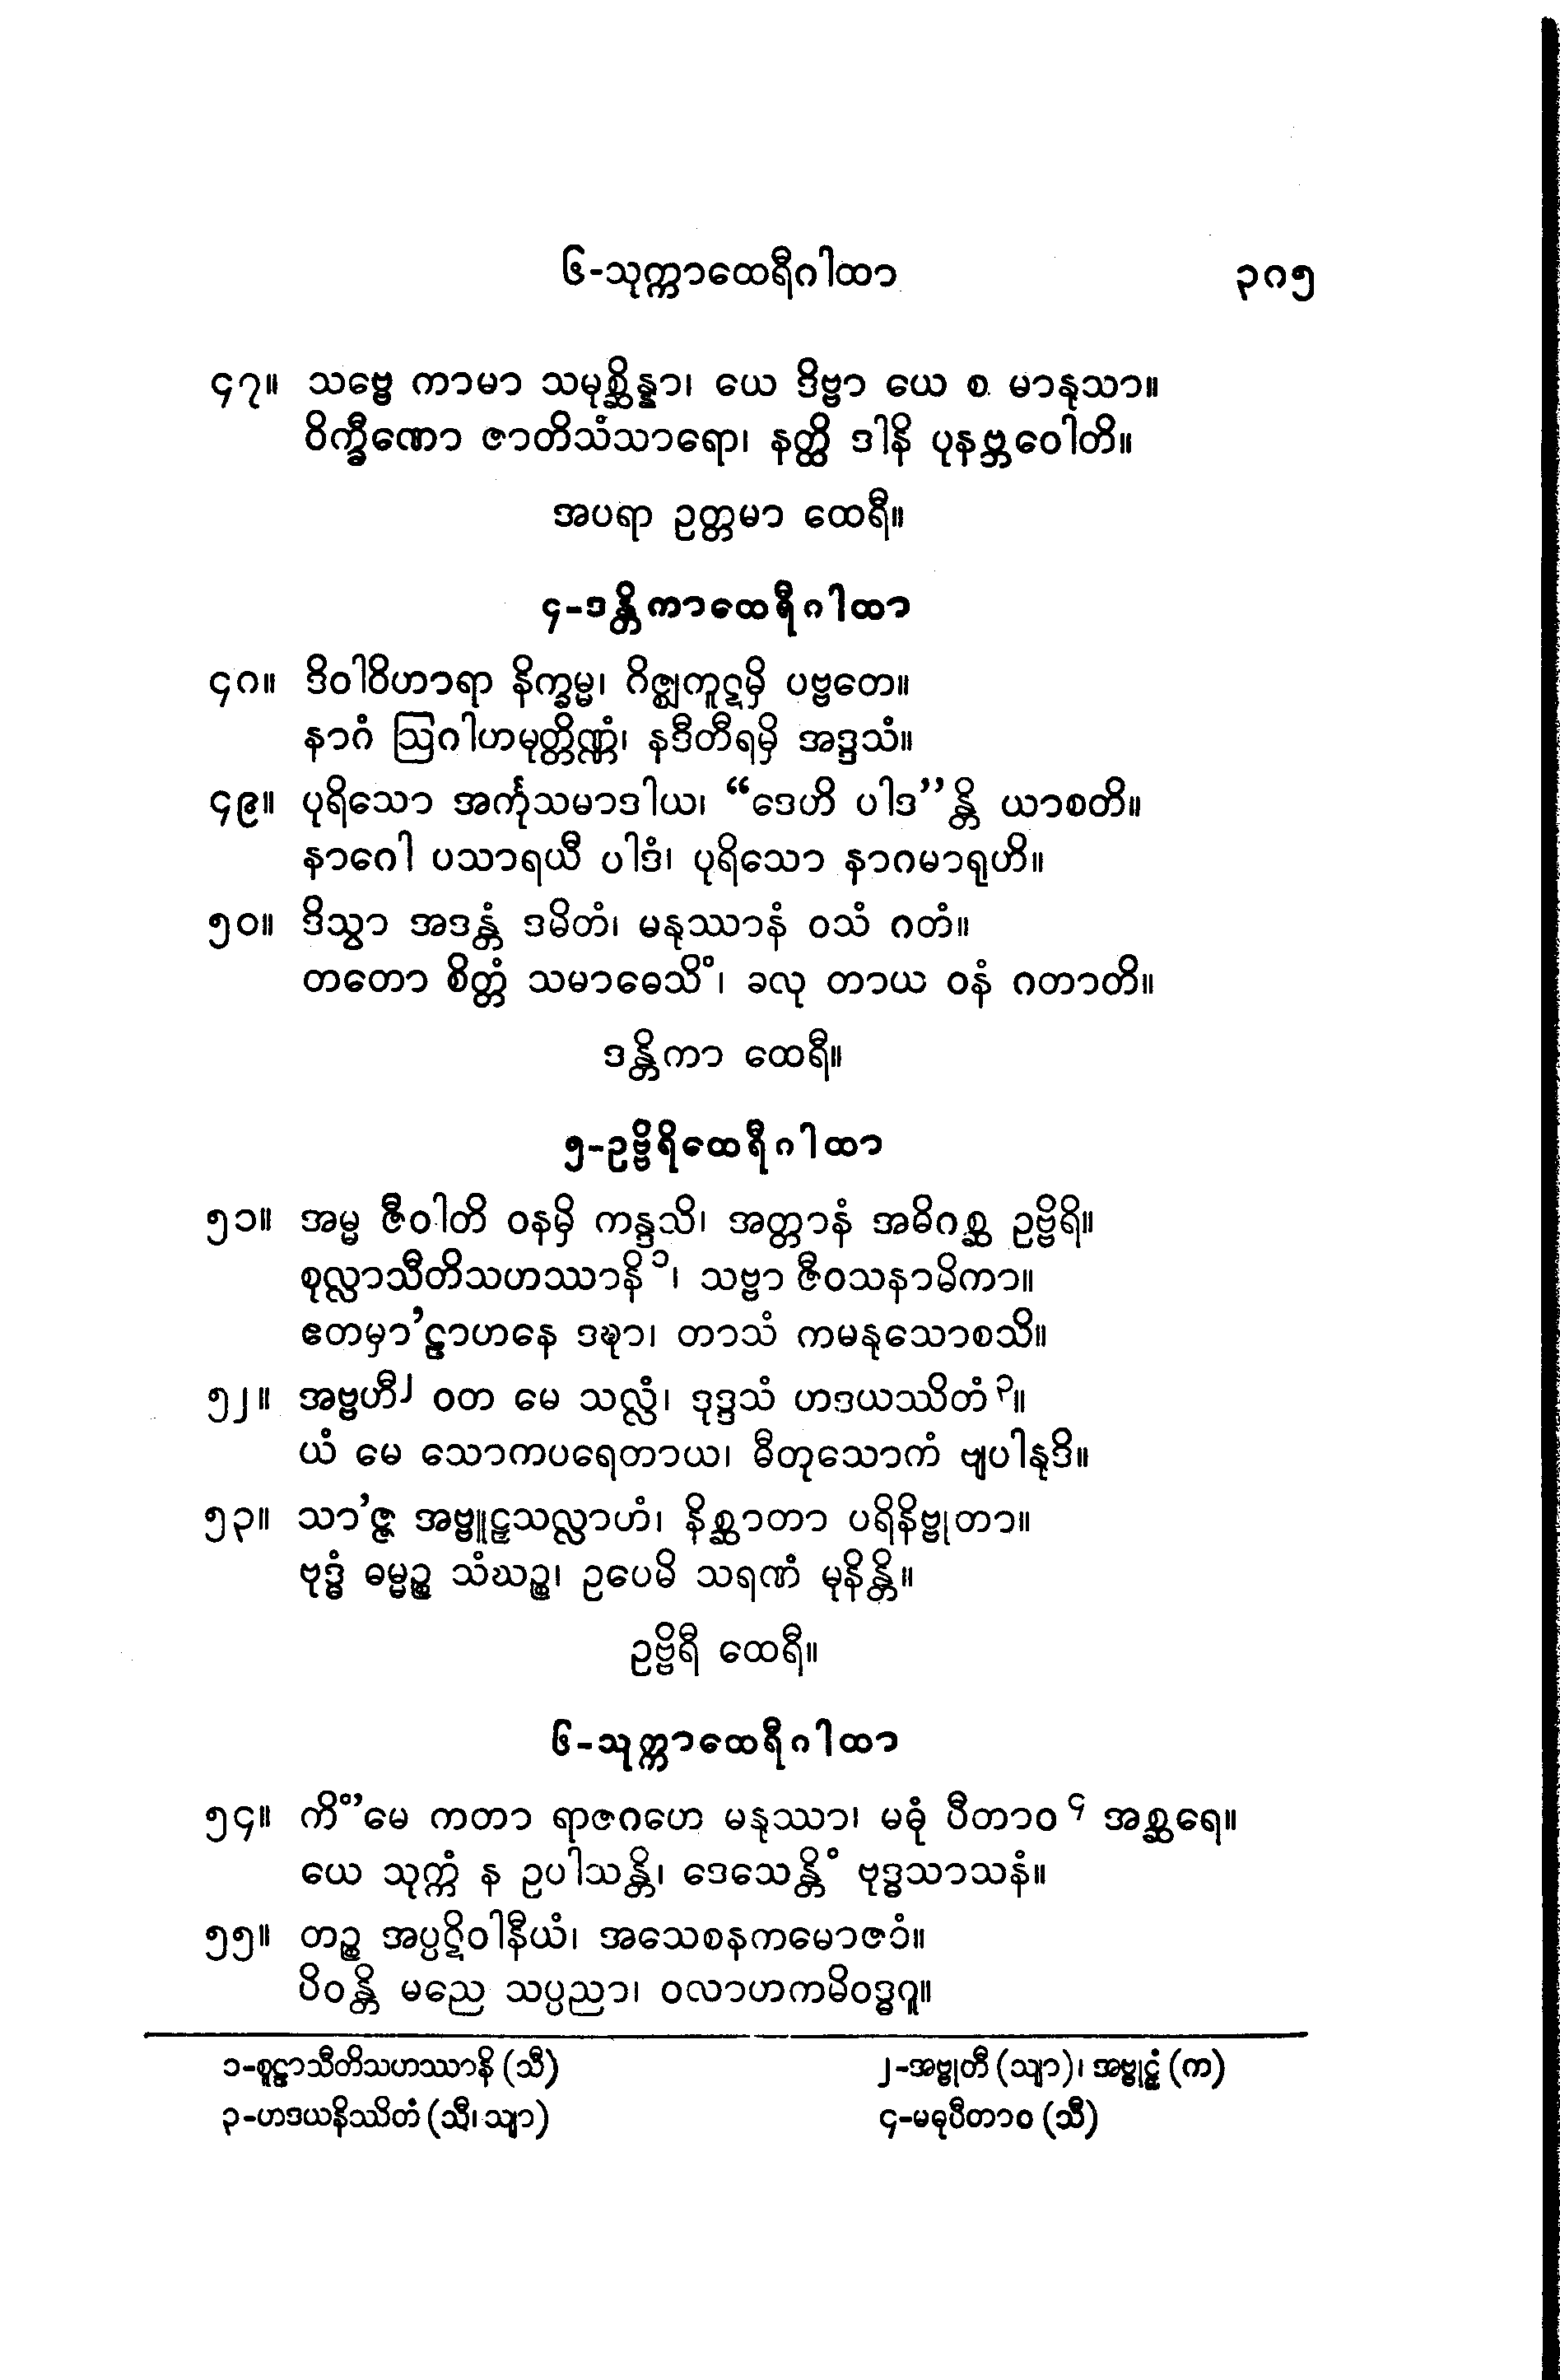 ၆-သုက္ကာထေရီဂါထာ ၃၈၅
၄၇။ သဗ္ဗေ ကာမာ သမုစ္ဆိန္နာ၊ ယေ ဒိဗ္ဗာ ယေ စ မာနုသာ။
ဝိက္ခီဏော ဇာတိသံသာရော၊ နတ္ထိ ဒါနိ ပုနဗ္ဘဝေါတိ။
အပရာ ဥတ္တမာ ထေရီ။
၄-ဒန္တိကာထေရီဂါထာ
၄၈။ ဒိဝါဝိဟာရာ နိက္ခမ္မ၊ ဂိဇ္ဈကူဋမှိ ပဗ္ဗတေ။
နာဂံ ဩဂါဟမုတ္တိဏ္ဏံ၊ နဒီတီရမှိ အဒ္ဒသံ။
၄၉။ ပုရိသော အင်္ကုသမာဒါယ၊ “ဒေဟိ ပါဒ”န္တိ ယာစတိ။
နာဂေါ ပသာရယီ ပါဒံ၊ ပုရိသော နာဂမာရုဟိ။
၅၀။ ဒိသွာ အဒန္တံ ဒမိတံ၊ မနုဿာနံ ဝသံ ဂတံ။
တတော စိတ္တံ သမာဓေသိံ၊ ခလု တာယ ဝနံ ဂတာတိ။
ဒန္တိကာ ထေရီ။
၅-ဥဗ္ဗိရိထေရီဂါထာ
၅၁။ အမ္မ ဇီဝါတိ ဝနမှိ ကန္ဒသိ၊ အတ္တာနံ အဓိဂစ္ဆ ဥဗ္ဗိရိ။
စုလ္လာသီတိသဟဿာနိ ၁၊ သဗ္ဗာ ဇီဝသနာမိကာ။
ဧတမှာ’ဠာဟနေ ဒဍ္ဎာ၊ တာသံ ကမနုသောစသိ။
၅၂။ အဗ္ဗဟီ ၂ ဝတ မေ သလ္လံ၊ ဒုဒ္ဒသံ ဟဒယဿိတံ ၃။
ယံ မေ သောကပရေတာယ၊ ဓီတုသောကံ ဗျပါနုဒိ။
၅၃။ သာ’ဇ္ဇ အဗ္ဗူဠှသလ္လာဟံ၊ နိစ္ဆာတာ ပရိနိဗ္ဗုတာ။
ဗုဒ္ဓံ ဓမ္မဉ္စ သံဃဉ္စ၊ ဥပေမိ သရဏံ မုနိန္တိ။
ဥဗ္ဗိရီ ထေရီ။
၆-သုက္ကာထေရီဂါထာ
၅၄။ ကိံ’မေ ကတာ ရာဇဂဟေ မနုဿာ၊ မဓုံ ပီတာဝ ၄ အစ္ဆရေ။
ယေ သုက္ကံ န ဥပါသန္တိ၊ ဒေသေန္တိံ ဗုဒ္ဓသာသနံ။
၅၅။ တဉ္စ အပ္ပဋိဝါနီယံ၊ အသေစနကမောဇဝံ။
ပိဝန္တိ မညေ သပ္ပညာ၊ ဝလာဟကမိဝဒ္ဓဂူ။
၁-စူဠာသီတိသဟဿာနိ (သီ) ၂-အဗ္ဗုတီ (သျာ)၊ အဗ္ဗုဠှံ (က)
၃-ဟဒယနိဿိတံ (သီ၊ သျာ) ၄-မဓုပီတာဝ (သီ)